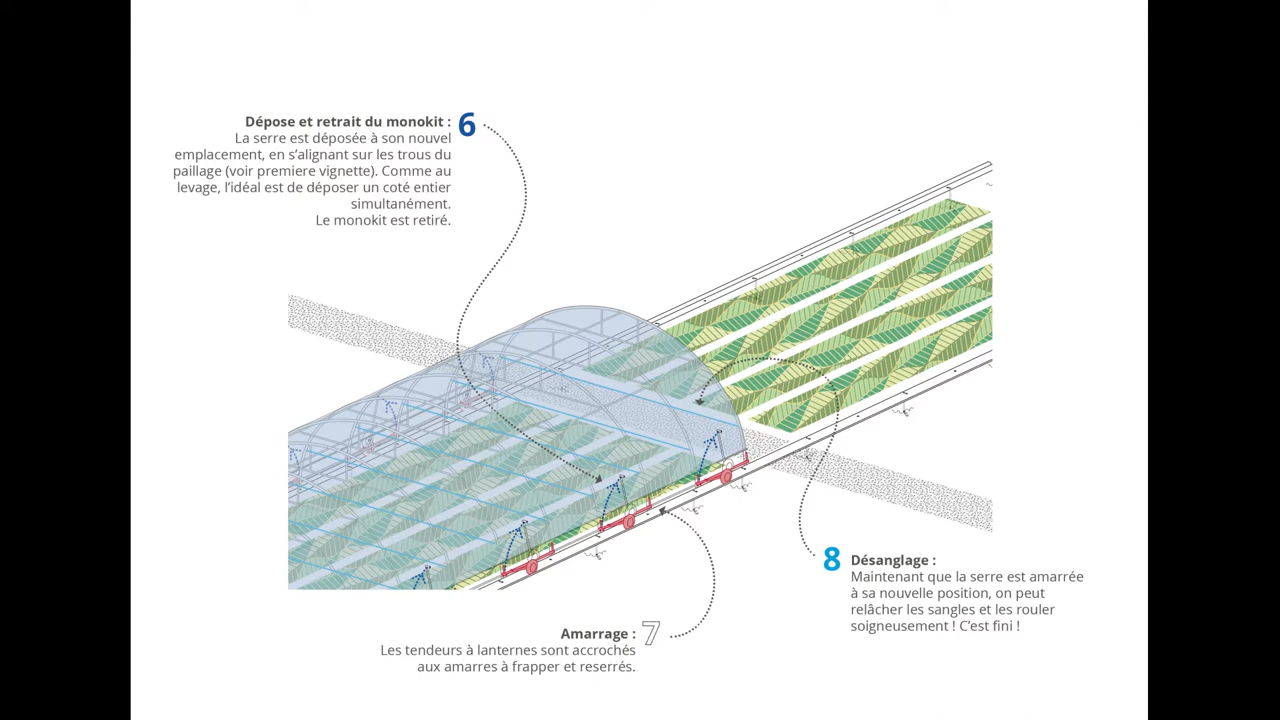 Dépose et retrait du monokit : 6
La serre est déposée à son nouvel
emplacement, en s’alignant sur les trous du
paillage (voir premiere vignette). Comme au
levage, l’idéal est de déposer un coté entier
simultanément.
Le monokit est retiré.
8 Désanglage :
Maintenant que la serre est amarrée
à sa nouvelle position, on peut
relâcher les sangles et les rouler
soigneusement ! C’est fini !
Amarrage : 7
Les tendeurs à lanternes sont accrochés
aux amarres à frapper et reserrés.